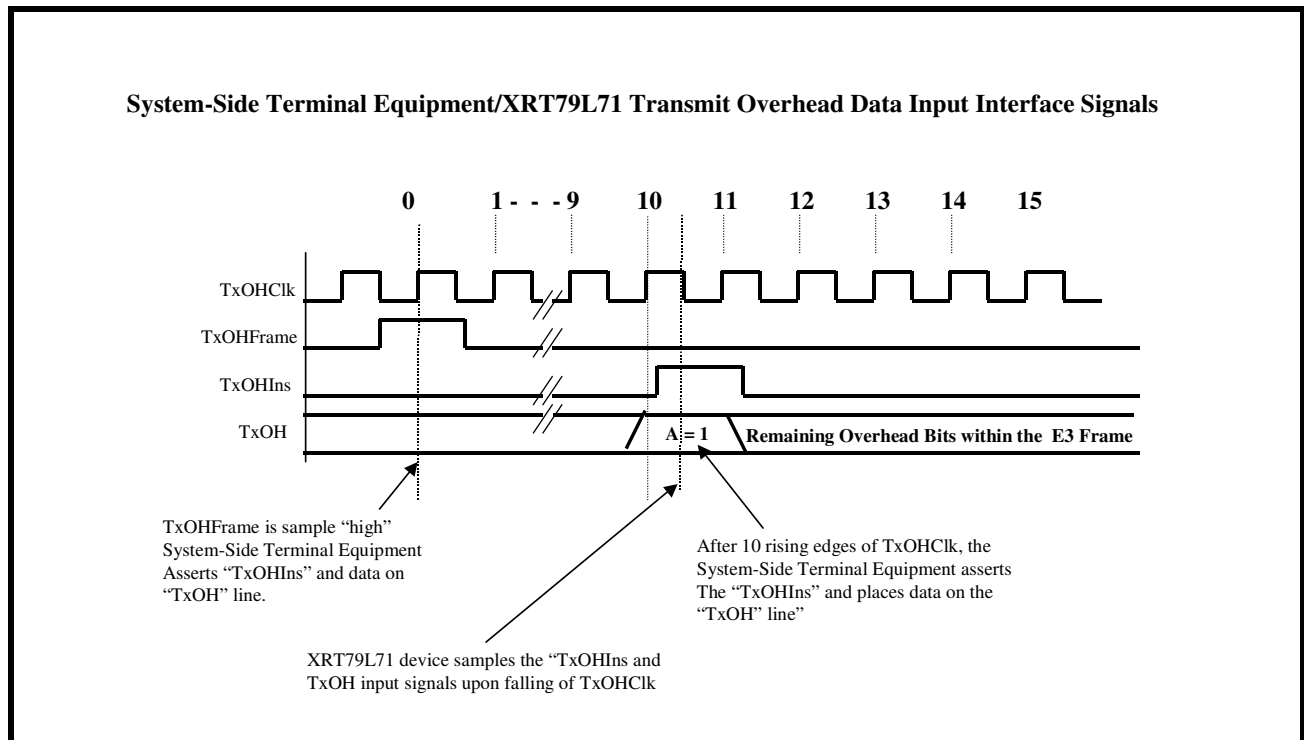 System-Side Terminal Equipment/XRT79L71 Transmit Overhead Data Input Interface Signals
0 1 - - - 9 10 11 12 13 14 15
TxOHClk
TxOHFrame
TxOHIns
TxOH
A = 1
Remaining Overhead Bits within the E3 Frame
TxOHFrame is sample “high”
System-Side Terminal Equipment
Asserts “TxOHIns” and data on
“TxOH” line.
After 10 rising edges of TxOHClk, the
System-Side Terminal Equipment asserts
The “TxOHIns” and places data on the
“TxOH” line”
XRT79L71 device samples the “TxOHIns and
TxOH input signals upon falling of TxOHClk